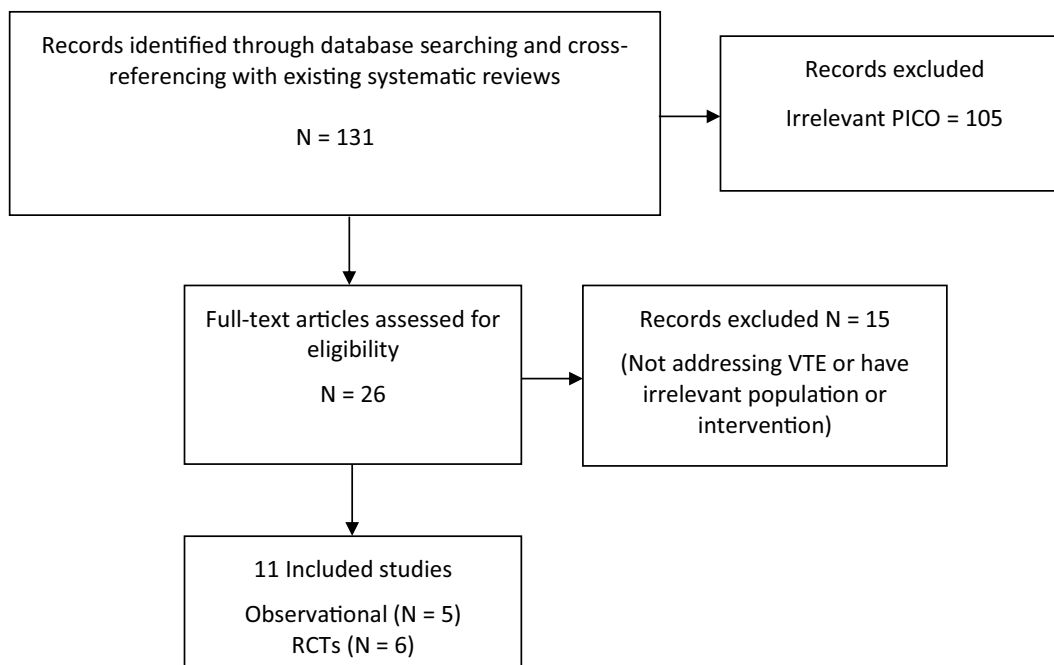 Records identified through database searching and cross-
referencing with existing systematic reviews
N = 131
Records excluded
Irrelevant PICO = 105
Full-text articles assessed for
eligibility
N = 26
Records excluded N = 15
(Not addressing VTE or have
irrelevant population or
intervention)
11 Included studies
Observational (N = 5)
RCTs (N = 6)